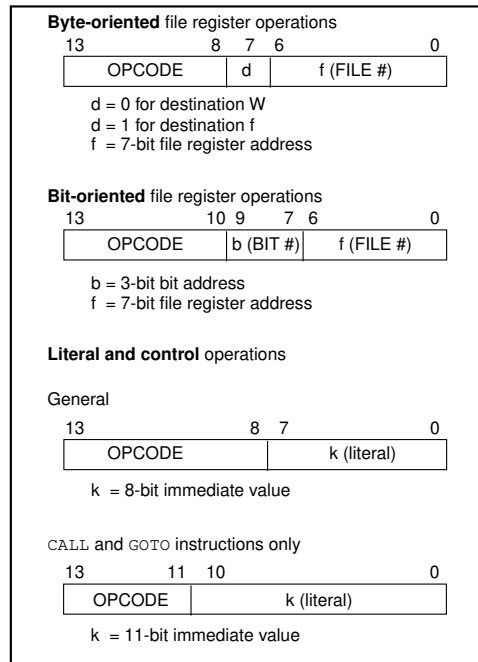 Byte-oriented file register operations
13 8 7 6 0
OPCODE d f (FILE #)
d = 0 for destination W
d = 1 for destination f
f = 7-bit file register address
Bit-oriented file register operations
13 10 9 7 6 0
OPCODE b (BIT #) f (FILE #)
b = 3-bit bit address
f = 7-bit file register address
Literal and control operations
General
13 8 7 0
OPCODE k (literal)
k = 8-bit immediate value
CALL and GOTO instructions only
13 11 10 0
OPCODE k (literal)
k = 11-bit immediate value